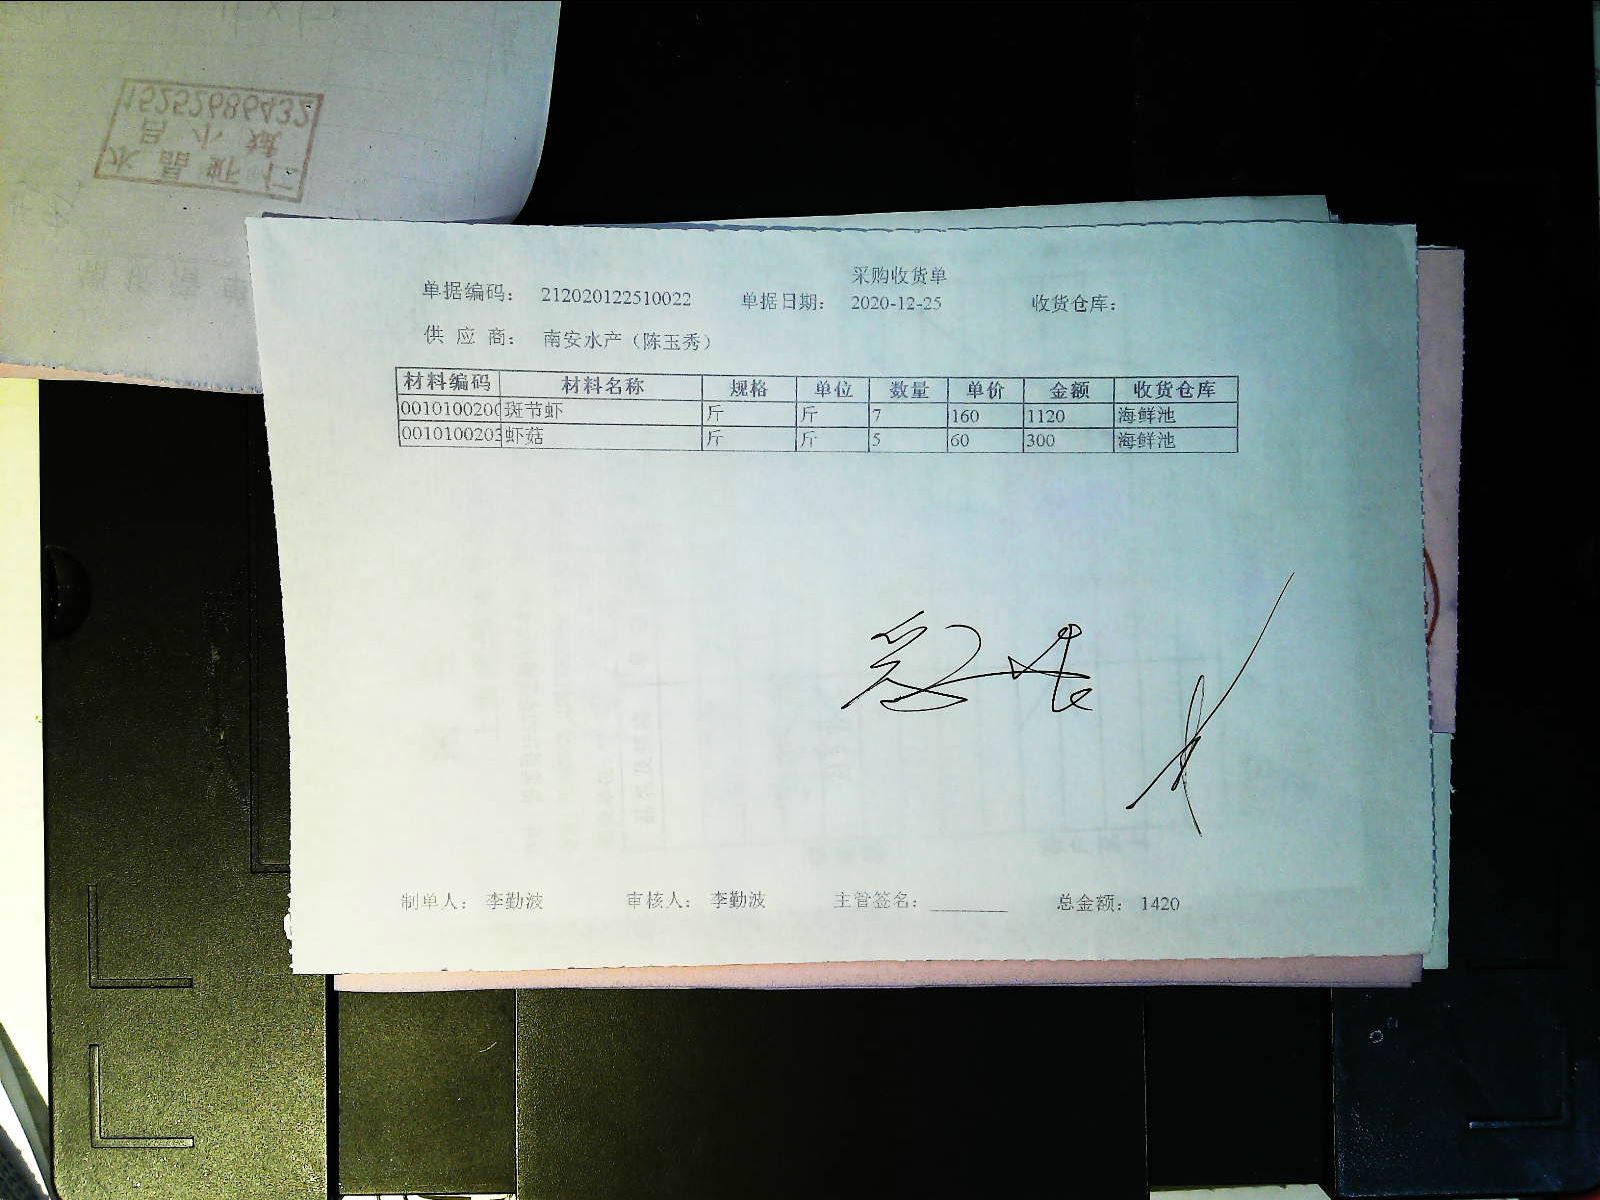 采购收货单
单据编码： 212020122510022 单据日期： 2020-12-25 收货仓库：
供 应 商： 南安水产（陈玉秀）
材料编码 材料名称 规格 单位 数量 单价 金额 收货仓库
0010100200 斑节虾 斤 斤 7 160 1120 海鲜池
0010100203 虾菇 斤 斤 5 60 300 海鲜池
制单人： 李勤波 审核人： 李勤波 主管签名： 总金额： 1420
15252686432